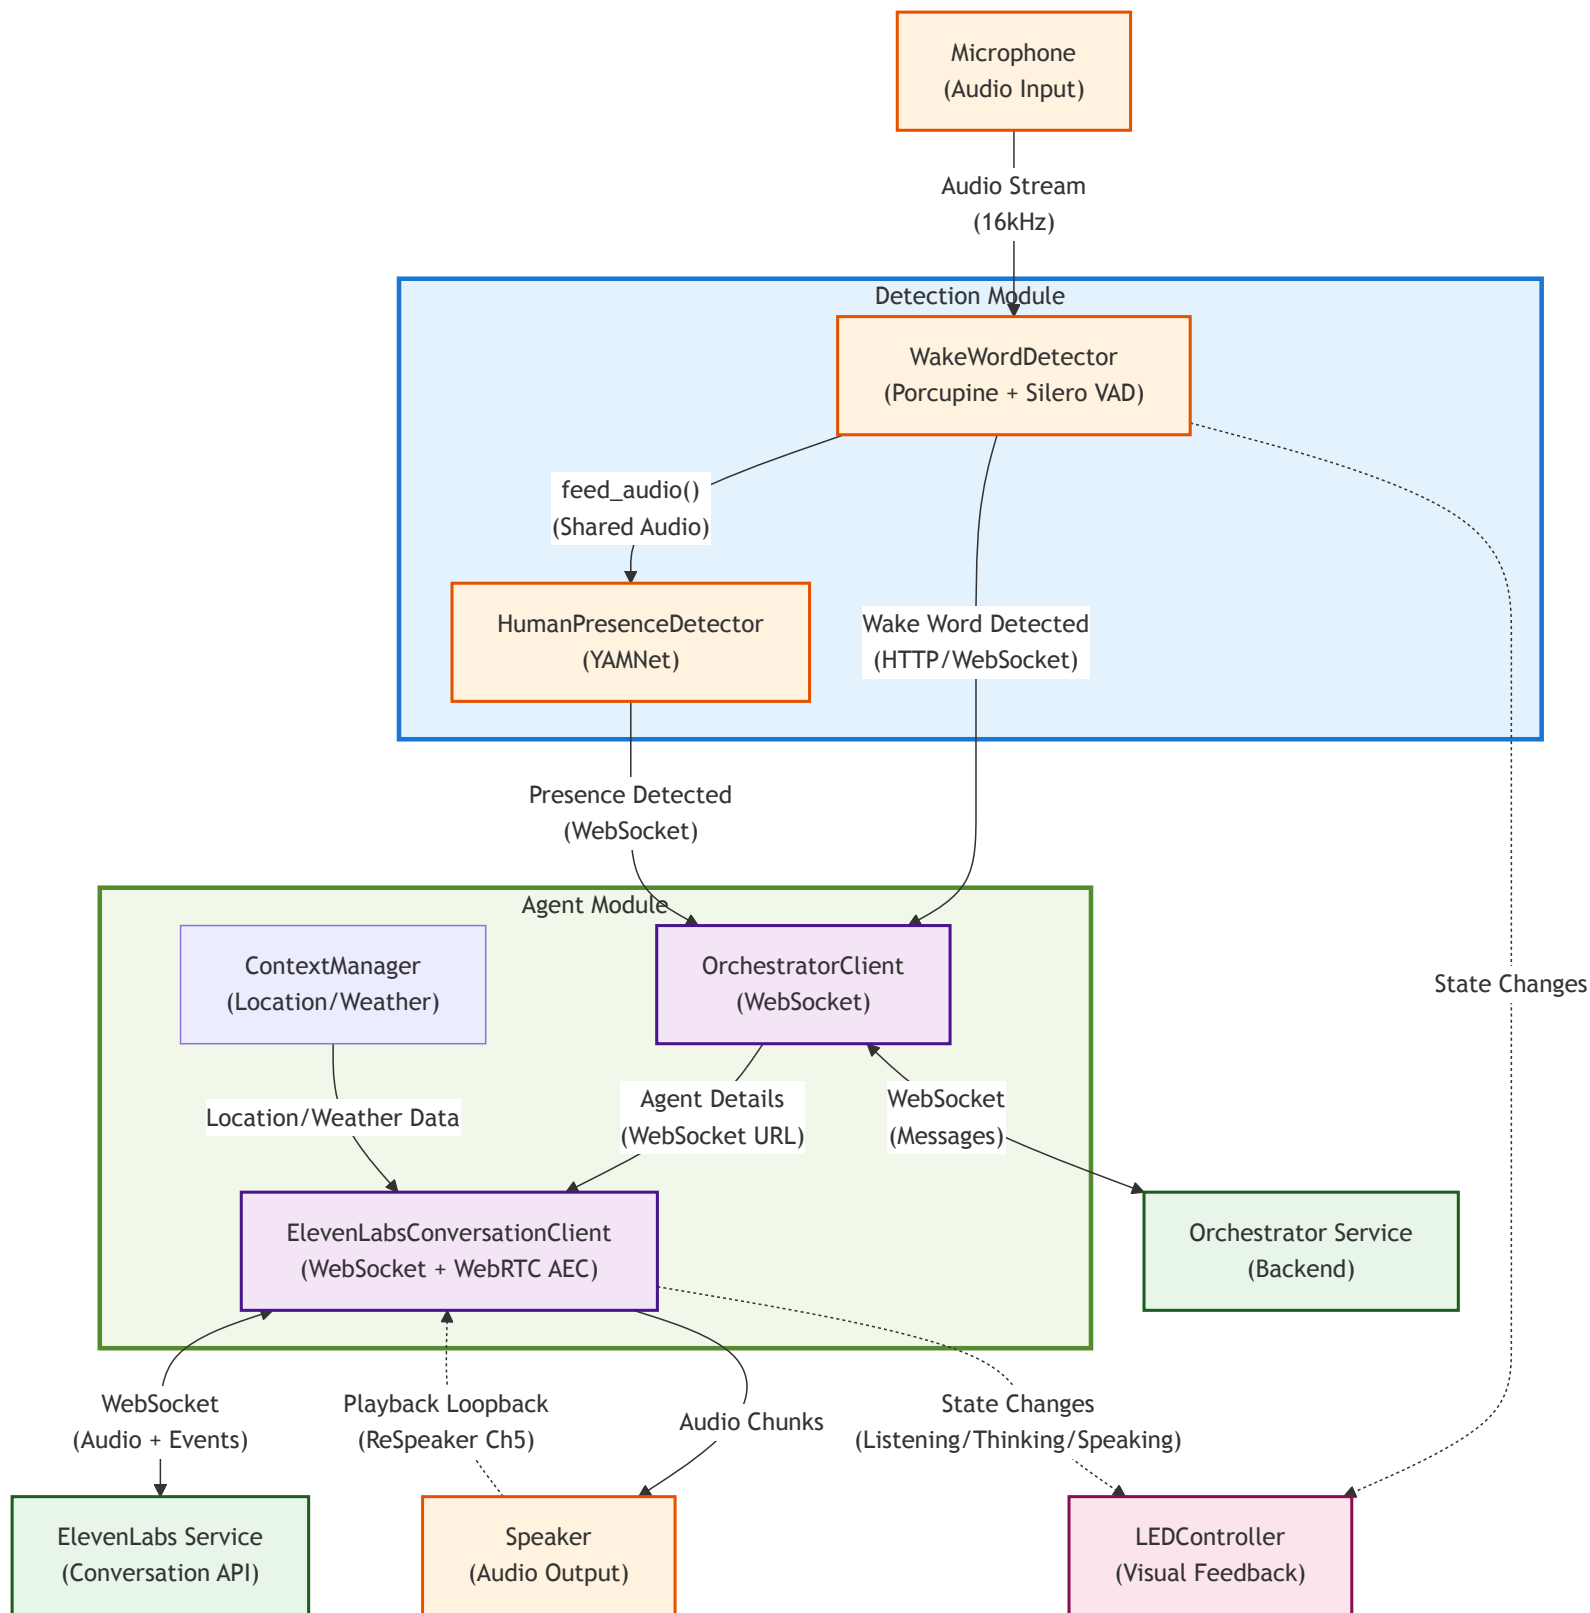 Microphone
(Audio Input)
Audio Stream
(16kHz)
Detection Module
WakeWordDetector
(Porcupine + Silero VAD)
feed_audio()
(Shared Audio)
HumanPresenceDetector
(YAMNet)
Wake Word Detected
(HTTP/WebSocket)
Presence Detected
(WebSocket)
Agent Module
ContextManager
(Location/Weather)
OrchestratorClient
(WebSocket)
State Changes
Location/Weather Data
Agent Details
(WebSocket URL)
WebSocket
(Messages)
ElevenLabsConversationClient
(WebSocket + WebRTC AEC)
Orchestrator Service
(Backend)
WebSocket
(Audio + Events)
Playback Loopback
(ReSpeaker Ch5)
Audio Chunks
State Changes
(Listening/Thinking/Speaking)
ElevenLabs Service
(Conversation API)
Speaker
(Audio Output)
LEDController
(Visual Feedback)